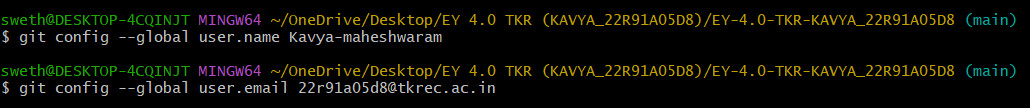 sweth@DESKTOP-4CQINJT MINGW64 ~/OneDrive/Desktop/EY 4.0 TKR (KAVYA_22R91A05D8)/EY-4.0-TKR-KAVYA_22R91A05D8 (main)
$ git config --global user.name Kavya-maheshwaram
sweth@DESKTOP-4CQINJT MINGW64 ~/OneDrive/Desktop/EY 4.0 TKR (KAVYA_22R91A05D8)/EY-4.0-TKR-KAVYA_22R91A05D8 (main)
$ git config --global user.email 22r91a05d8@tkrec.ac.in